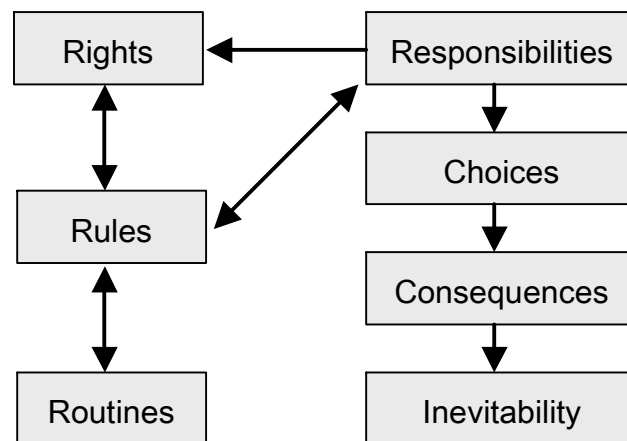 Rights
Responsibilities
Choices
Rules
Consequences
Routines
Inevitability